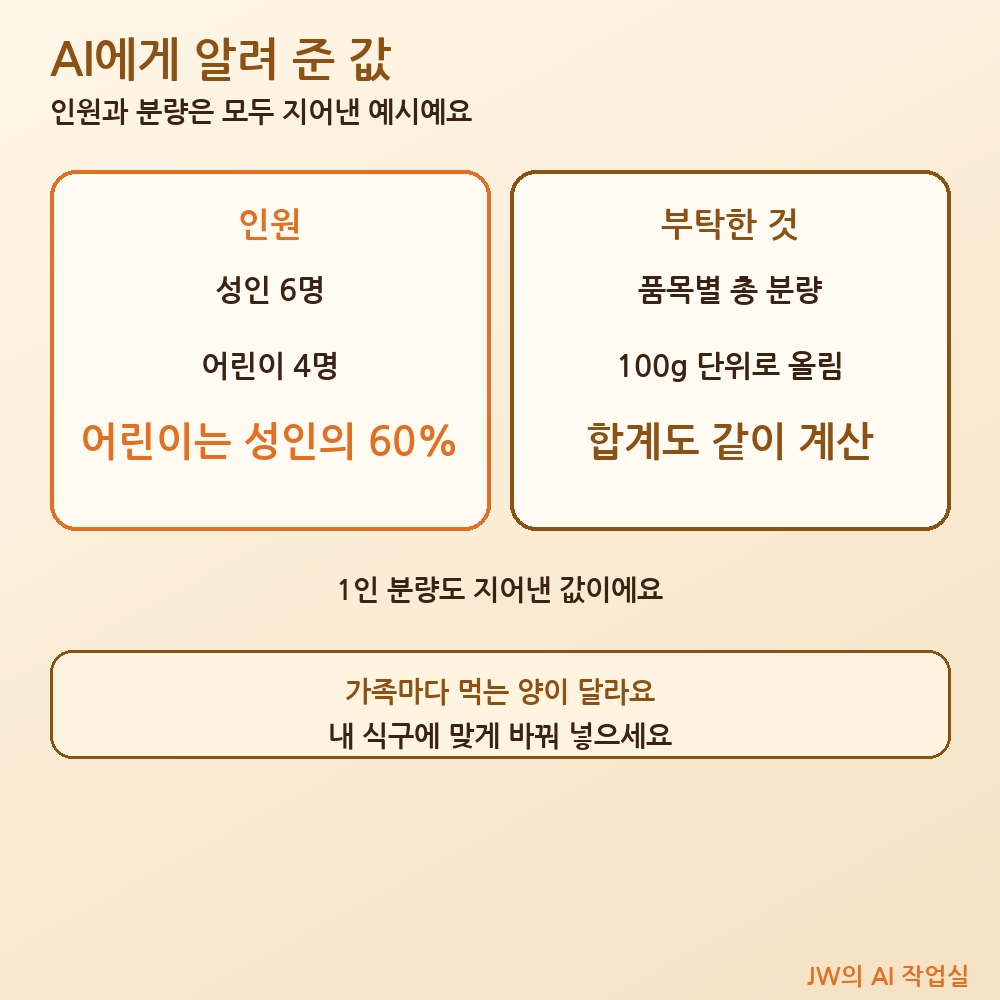 AI에게 알려 준 값
인원과 분량은 모두 지어낸 예시예요
인원
성인 6명
어린이 4명
어린이는 성인의 60%
부탁한 것
품목별 총 분량
100g 단위로 올림
합계도 같이 계산
1인 분량도 지어낸 값이에요
가족마다 먹는 양이 달라요
내 식구에 맞게 바꿔 넣으세요
JW의 AI 작업실